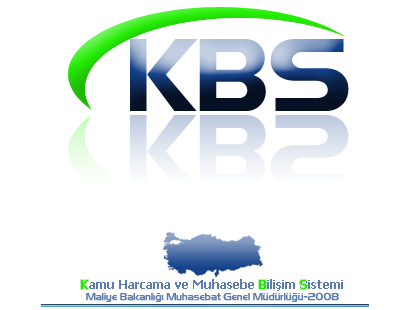 KBS
Kamu Harcama ve Muhasebe Bilişim Sistemi
Maliye Bakanlığı Muhasebat Genel Müdürlüğü-2008